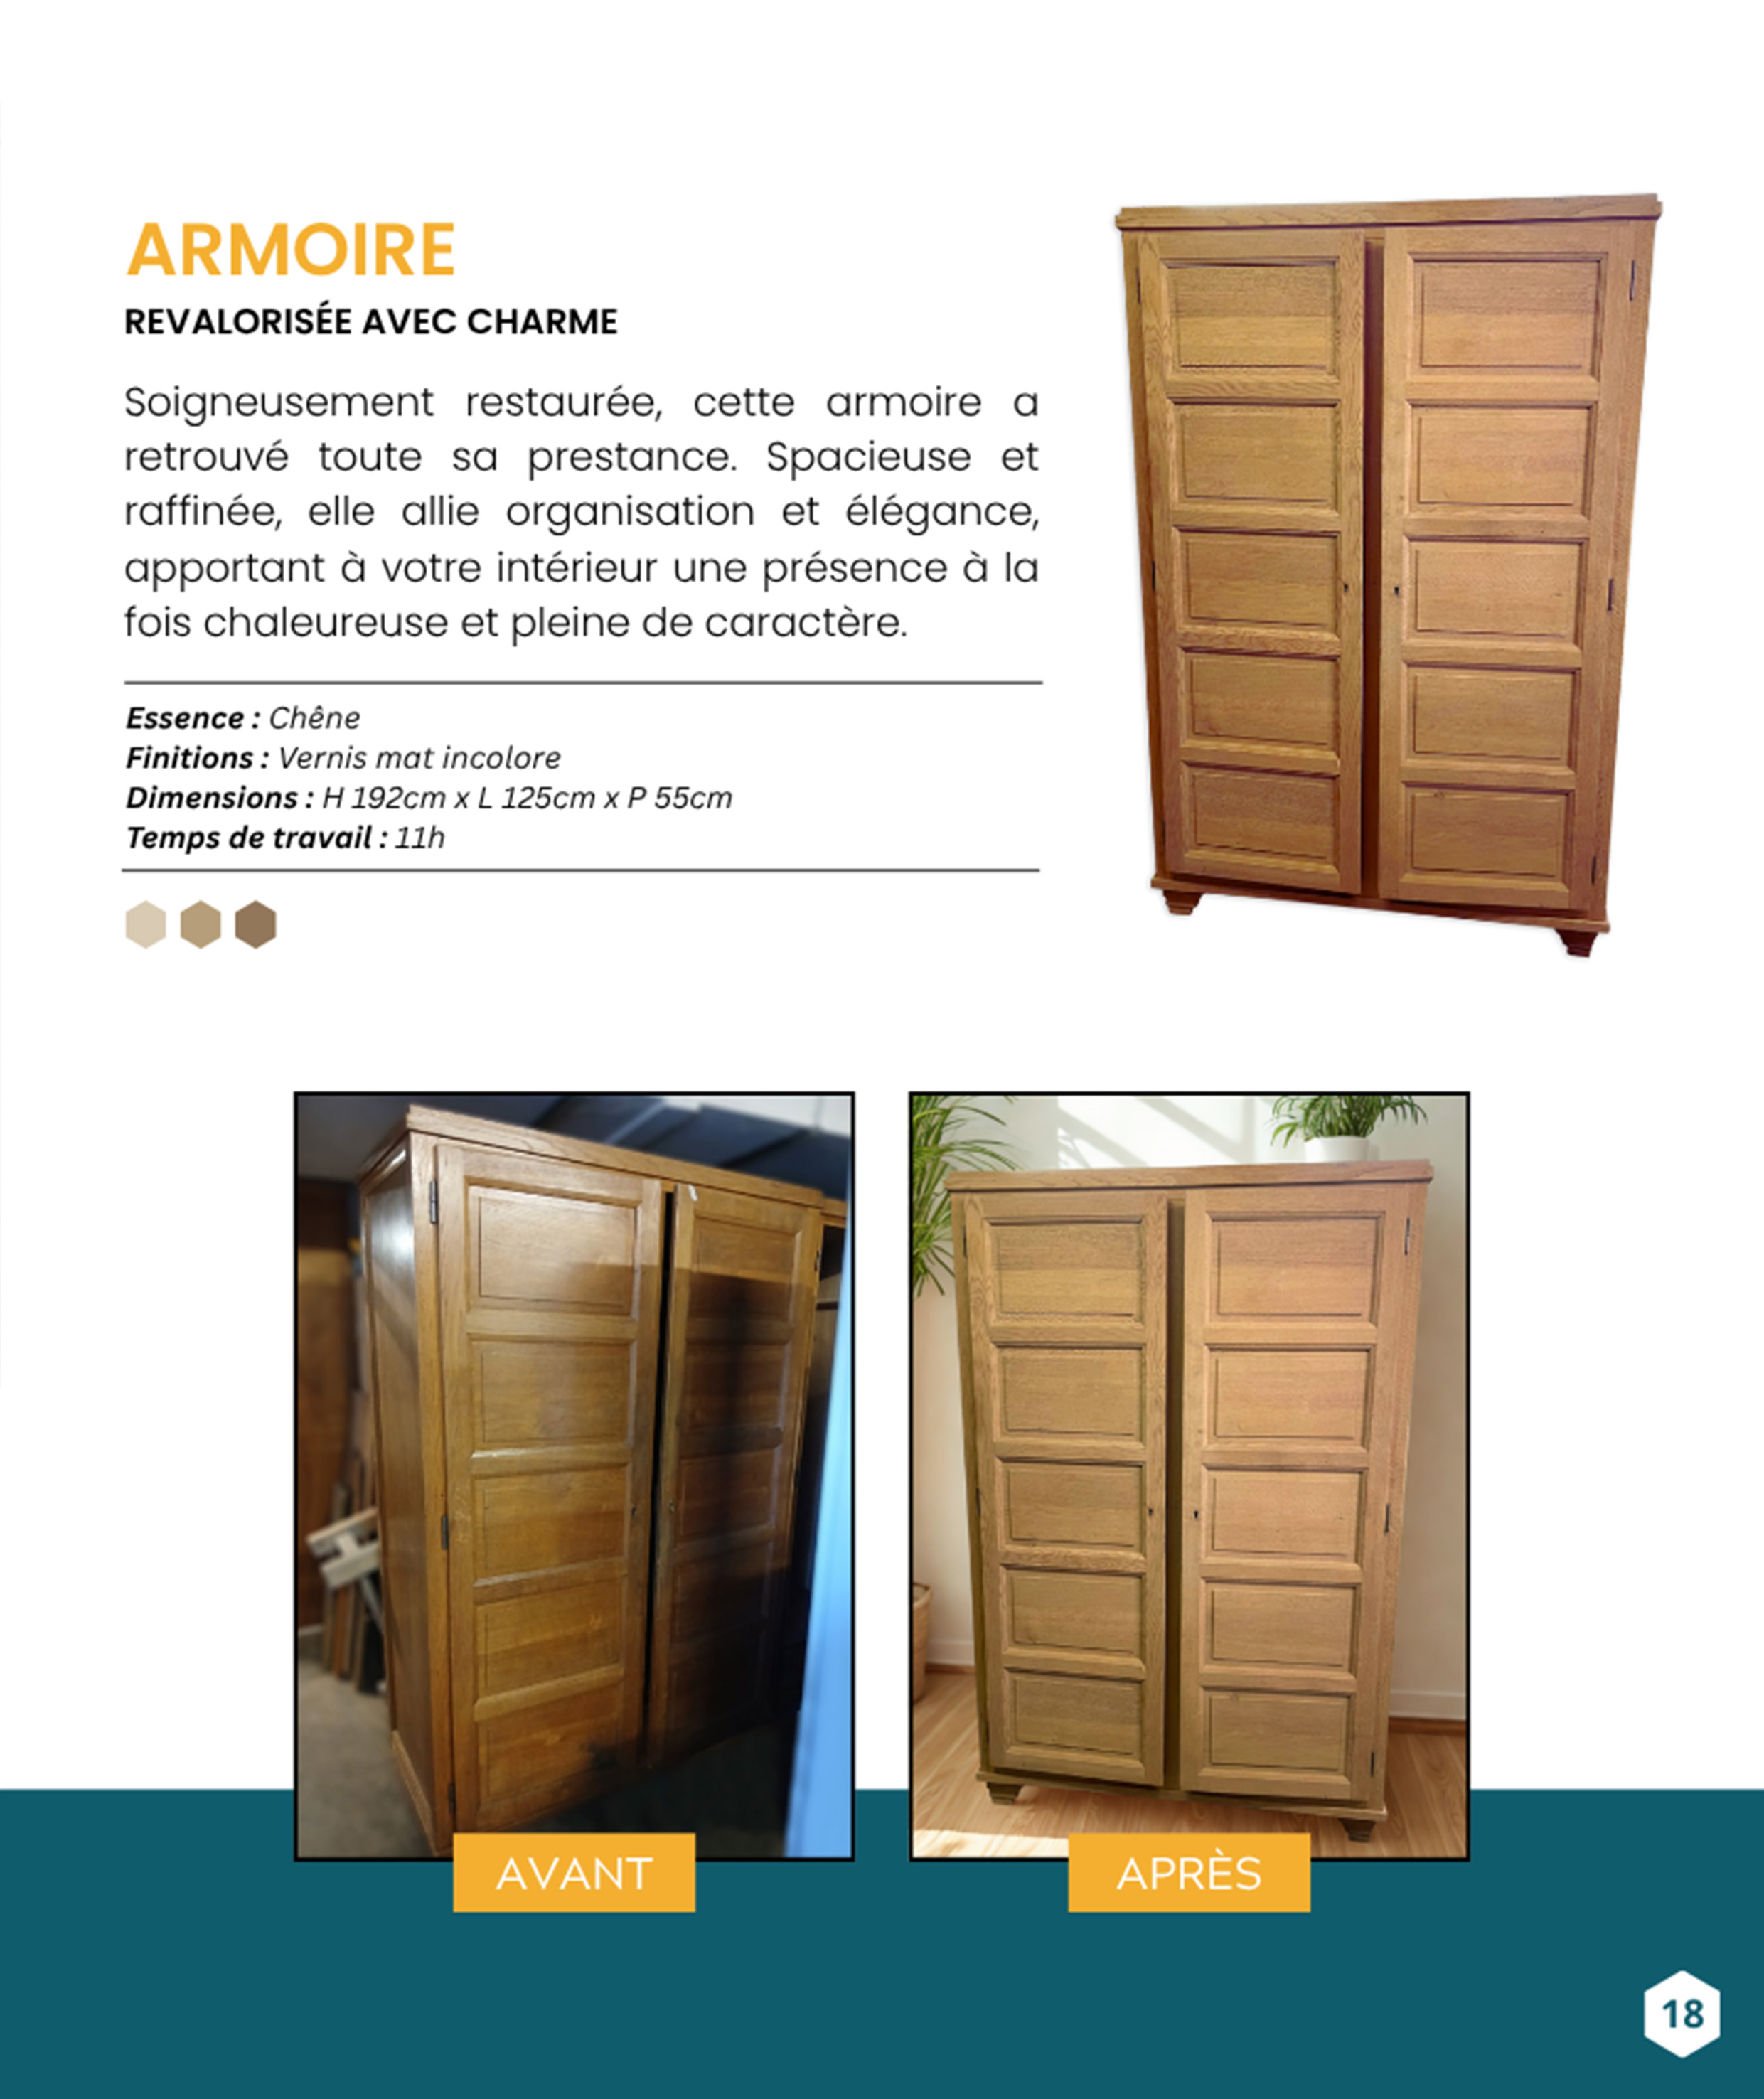 ARMOIRE
REVALORISÉE AVEC CHARME
Soigneusement restaurée, cette armoire a
retrouvé toute sa prestance. Spacieuse et
raffinée, elle allie organisation et élégance,
apportant à votre intérieur une présence à la
fois chaleureuse et pleine de caractère.
Essence : Chêne
Finitions : Vernis mat incolore
Dimensions : H 192cm x L 125cm x P 55cm
Temps de travail : 11h
AVANT
APRÈS
18